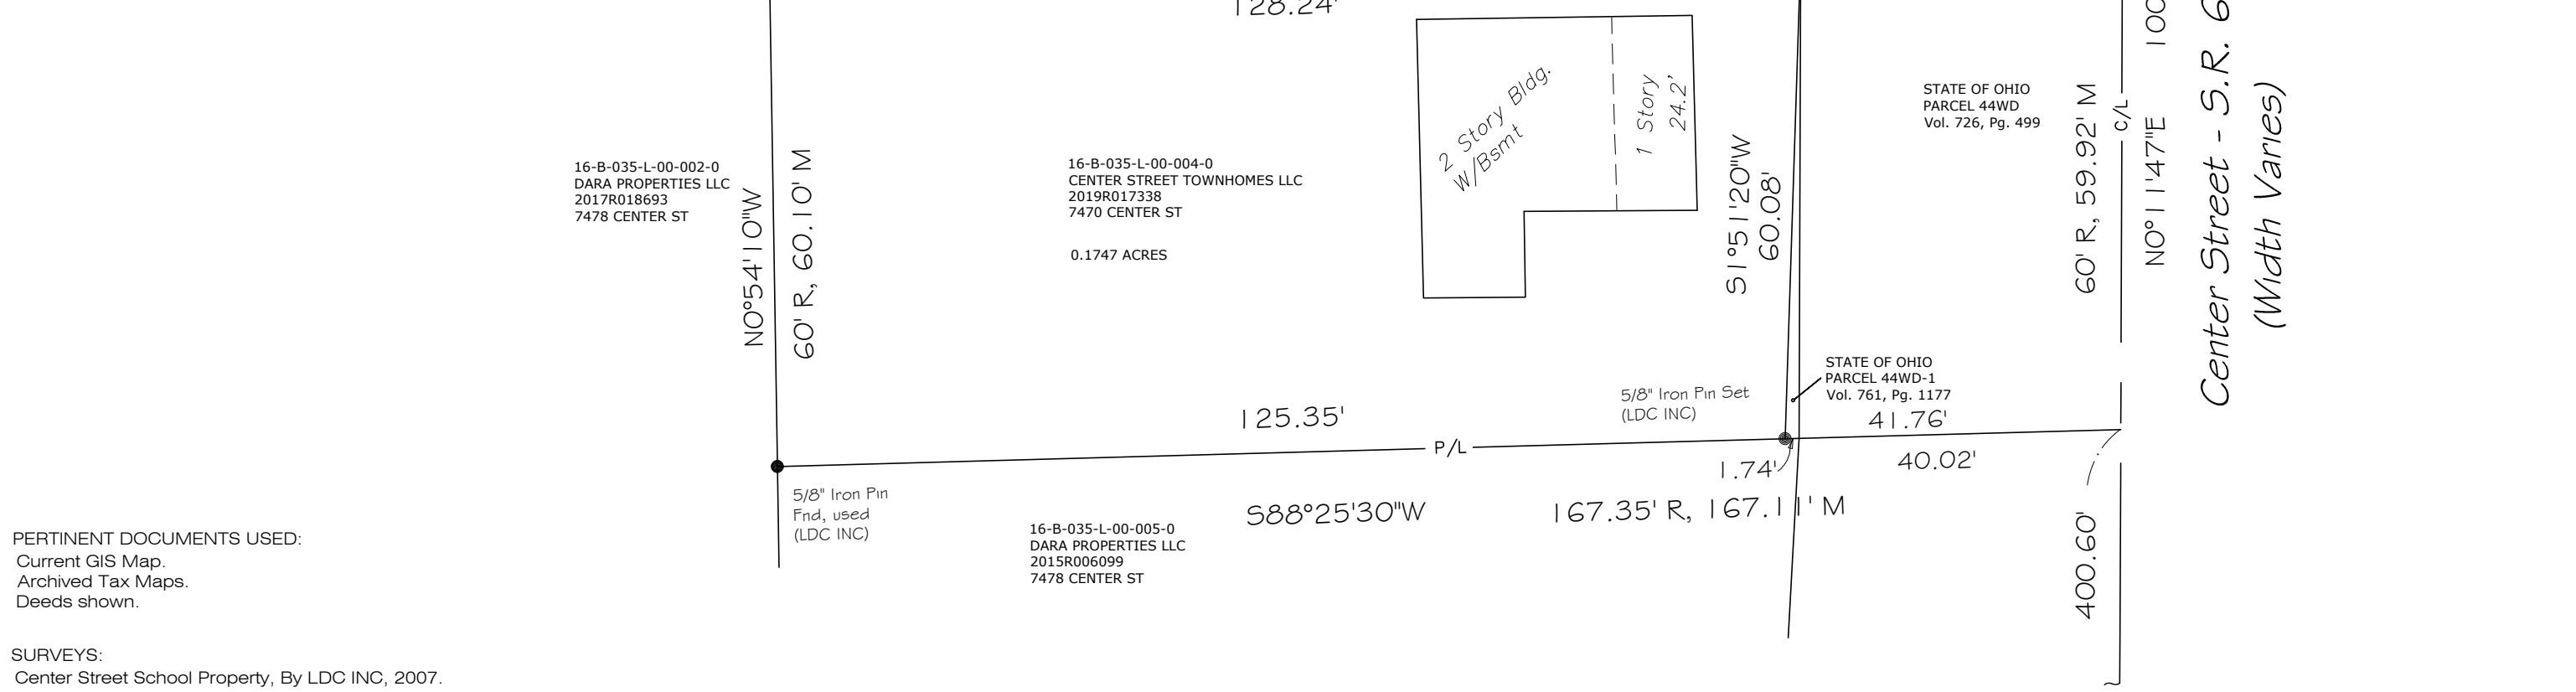 128.24'
2 Story Bldg.
W/Bsmt
1 Story
24.2'
STATE OF OHIO
PARCEL 44WD
Vol. 726, Pg. 499
16-B-035-L-00-002-0
DARA PROPERTIES LLC
2017R018693
7478 CENTER ST
N0°54'10"W
60' R, 60.10' M
16-B-035-L-00-004-0
CENTER STREET TOWNHOMES LLC
2019R017338
7470 CENTER ST
0.1747 ACRES
S1°51'20"W
60.08'
60' R, 59.92' M
C/L
N0°11'47"E 100
Center Street - S.R. 6
(Width Varies)
STATE OF OHIO
PARCEL 44WD-1
Vol. 761, Pg. 1177
5/8" Iron Pin Set
(LDC INC)
125.35'
41.76'
P/L
1.74'
40.02'
5/8" Iron Pin
Fnd, used
(LDC INC)
S88°25'30"W 167.35' R, 167.11' M
16-B-035-L-00-005-0
DARA PROPERTIES LLC
2015R006099
7478 CENTER ST
400.60'
PERTINENT DOCUMENTS USED:
Current GIS Map.
Archived Tax Maps.
Deeds shown.
SURVEYS:
Center Street School Property, By LDC INC, 2007.